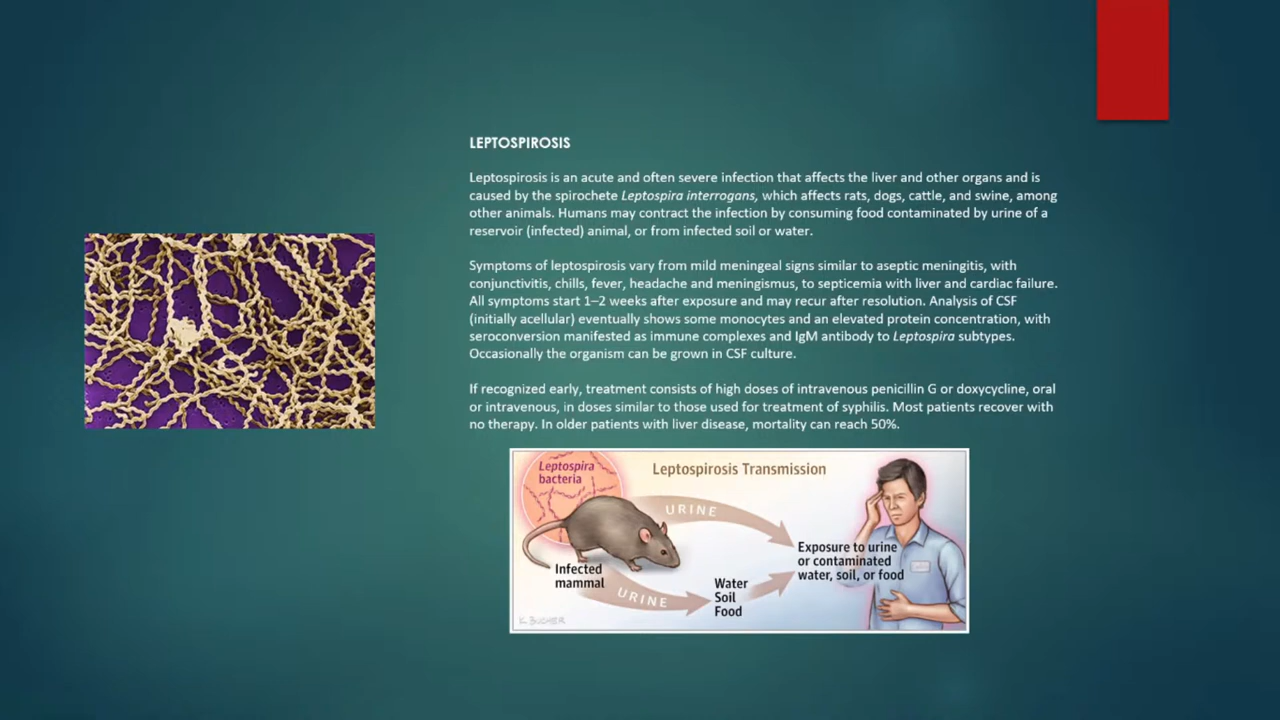 LEPTOSPIROSIS
Leptospirosis is an acute and often severe infection that affects the liver and other organs and is
caused by the spirochete Leptospira interrogans, which affects rats, dogs, cattle, and swine, among
other animals. Humans may contract the infection by consuming food contaminated by urine of a
reservoir (infected) animal, or from infected soil or water.
Symptoms of leptospirosis vary from mild meningeal signs similar to aseptic meningitis, with
conjunctivitis, chills, fever, headache and meningismus, to septicemia with liver and cardiac failure.
All symptoms start 1–2 weeks after exposure and may recur after resolution. Analysis of CSF
(initially acellular) eventually shows some monocytes and an elevated protein concentration, with
seroconversion manifested as immune complexes and IgM antibody to Leptospira subtypes.
Occasionally the organism can be grown in CSF culture.
If recognized early, treatment consists of high doses of intravenous penicillin G or doxycycline, oral
or intravenous, in doses similar to those used for treatment of syphilis. Most patients recover with
no therapy. In older patients with liver disease, mortality can reach 50%.
Leptospira
bacteria
Leptospirosis Transmission
URINE
Infected
mammal
URINE
Water
Soil
Food
Exposure to urine
or contaminated
water, soil, or food
K. BUCHER